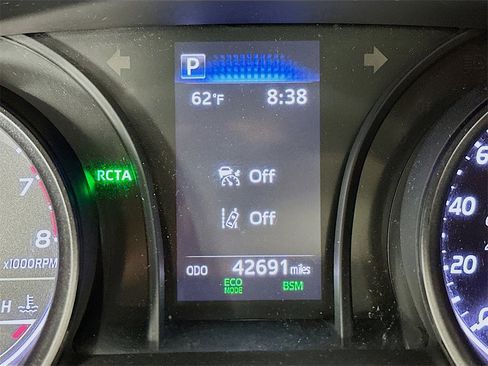 P
62°F 8:38
RCTA
Off
7
60
Off
40
8
x1000RPM
20
ODO 42691 miles
ECO MODE BSM
H